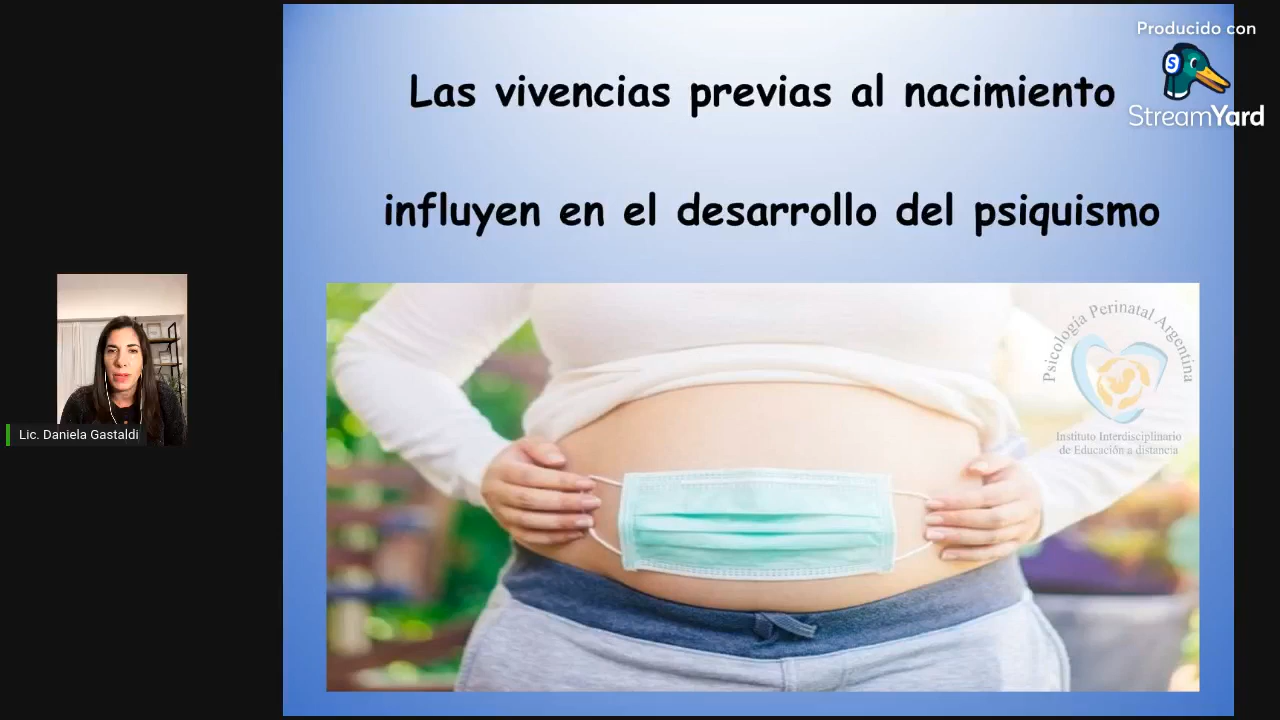 Producido con
StreamYard
Las vivencias previas al nacimiento
influyen en el desarrollo del psiquismo
Psicología Perinatal Argentina
Instituto Interdisciplinario
de Educación a distancia
Lic. Daniela Gastaldi